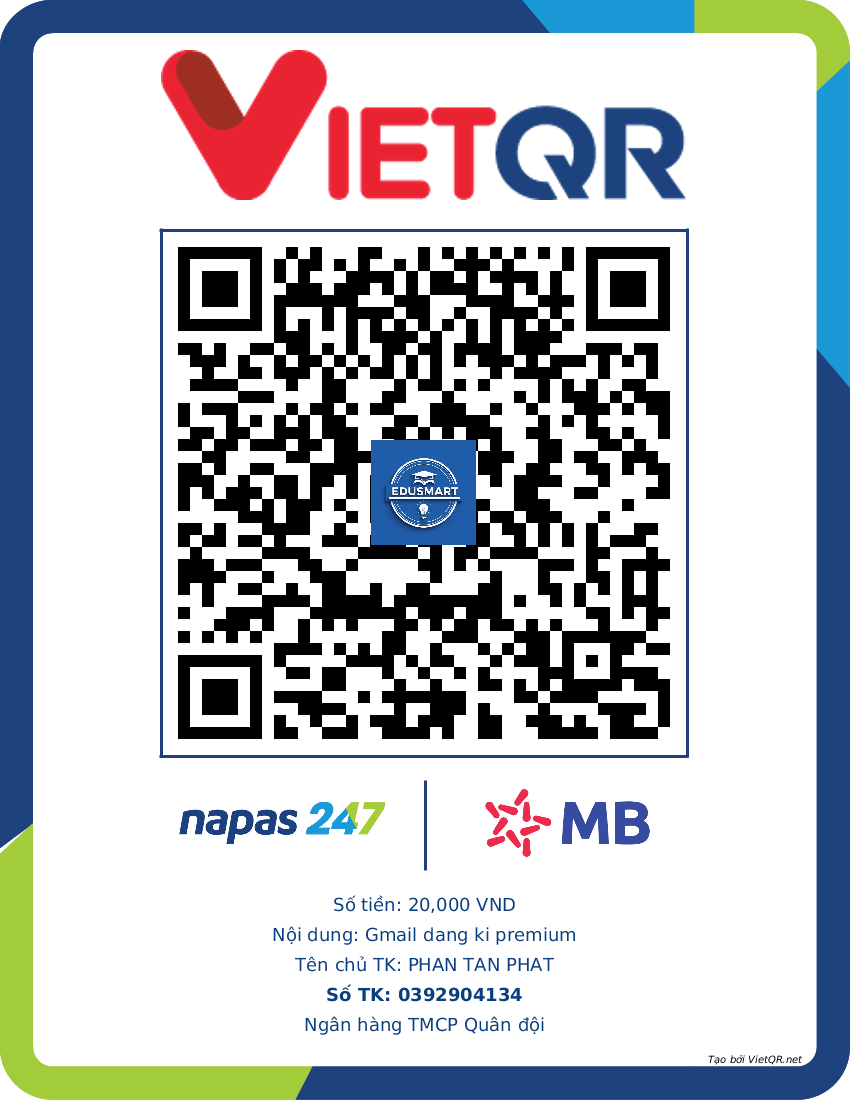 VIETQR
EDUSMART
napas 247
MB
Số tiền: 20,000 VND
Nội dung: Gmail dang ki premium
Tên chủ TK: PHAN TAN PHAT
Số TK: 0392904134
Ngân hàng TMCP Quân đội
Tạo bởi VietQR.net